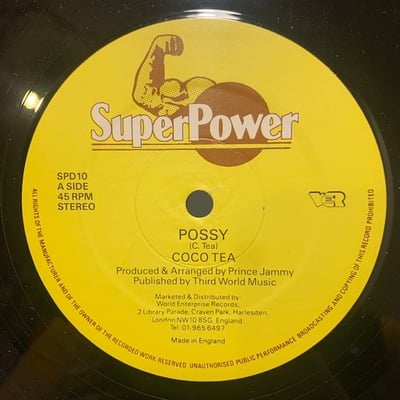 SuperPower
SPD10
A SIDE
45 RPM
STEREO
WER
POSSY
(C. Tea)
COCO TEA
Produced & Arranged by Prince Jammy
Published by Third World Music
Marketed & Distributed by
World Enterprise Records,
2 Library Parade, Craven Park, Harlesden,
London NW10 8SG, England.
Tel: 01 965 6497
Made in England
ALL RIGHTS OF THE MANUFACTURER AND OF THE OWNER OF THE RECORDED WORK RESERVED UNAUTHORISED PUBLIC PERFORMANCE BROADCASTING AND COPYING OF THIS RECORD PROHIBITED